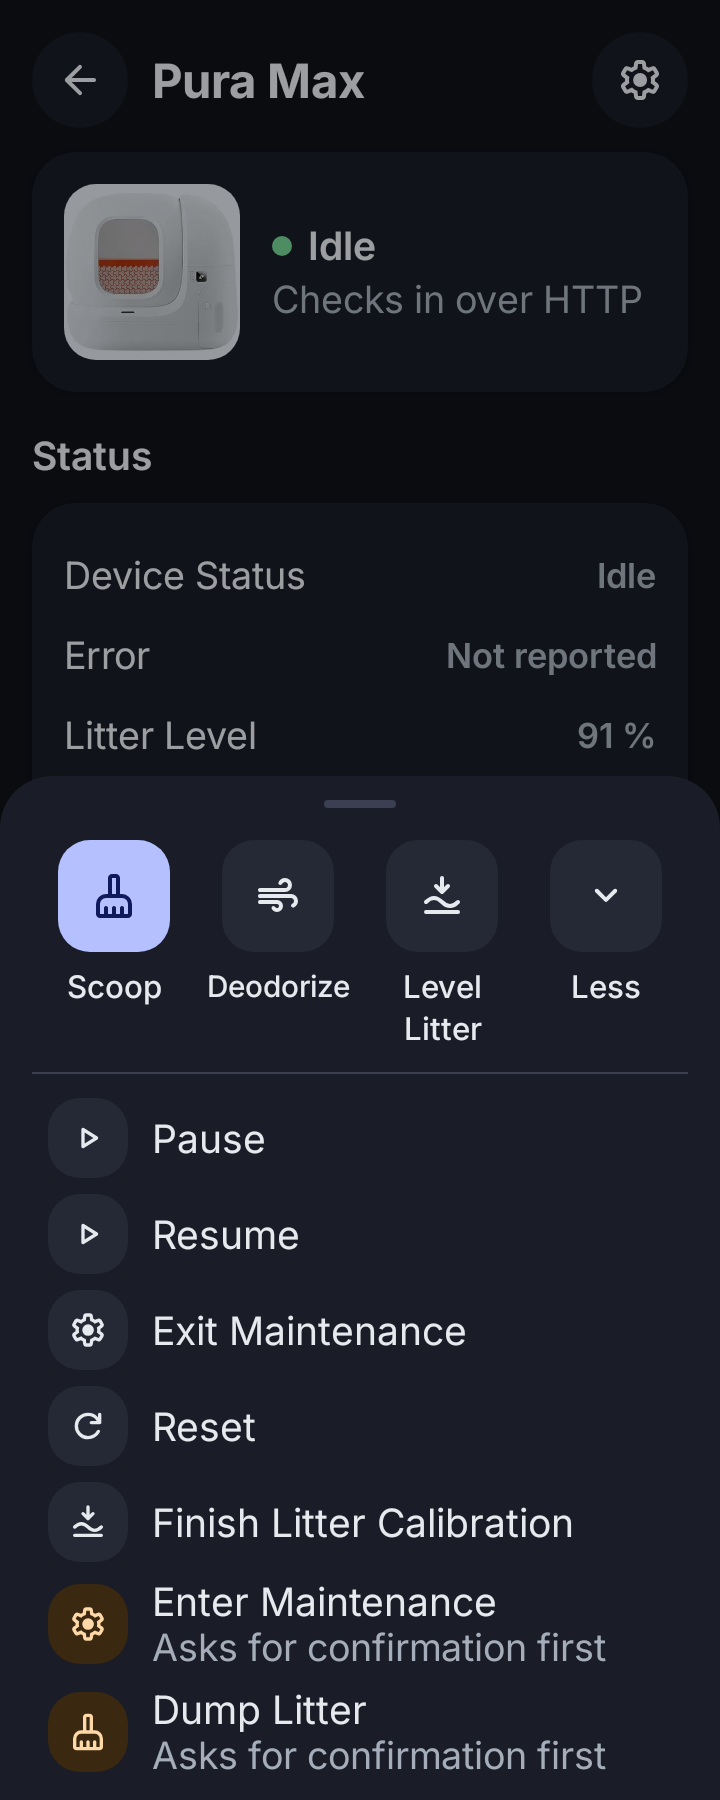 Pura Max
Idle
Checks in over HTTP
Status
Device Status Idle
Error Not reported
Litter Level 91 %
Scoop Deodorize Level Litter Less
Pause
Resume
Exit Maintenance
Reset
Finish Litter Calibration
Enter Maintenance
Asks for confirmation first
Dump Litter
Asks for confirmation first